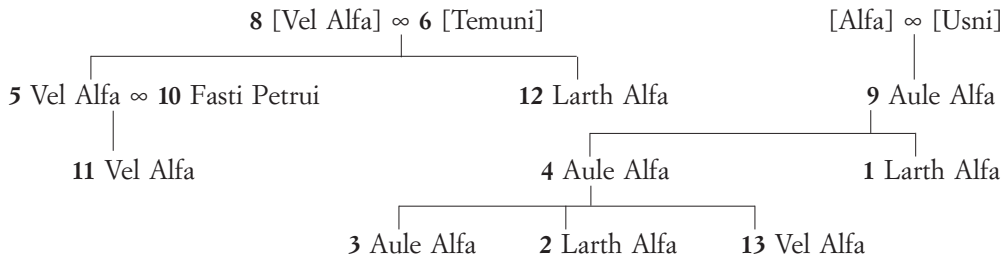 8 [Vel Alfa] ∞ 6 [Temuni] [Alfa] ∞ [Usni]
5 Vel Alfa ∞ 10 Fasti Petrui 12 Larth Alfa 9 Aule Alfa
11 Vel Alfa 4 Aule Alfa 1 Larth Alfa
3 Aule Alfa 2 Larth Alfa 13 Vel Alfa